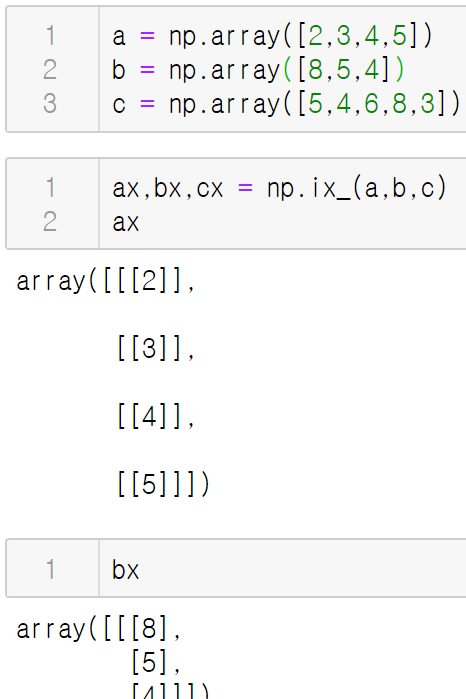 1 a = np.array([2,3,4,5])
2 b = np.array([8,5,4])
3 c = np.array([5,4,6,8,3])
1 ax,bx,cx = np.ix_(a,b,c)
2 ax
array([[[2]],
[[3]],
[[4]],
[[5]]])
1 bx
array([[[8],
[5],
[4]]])